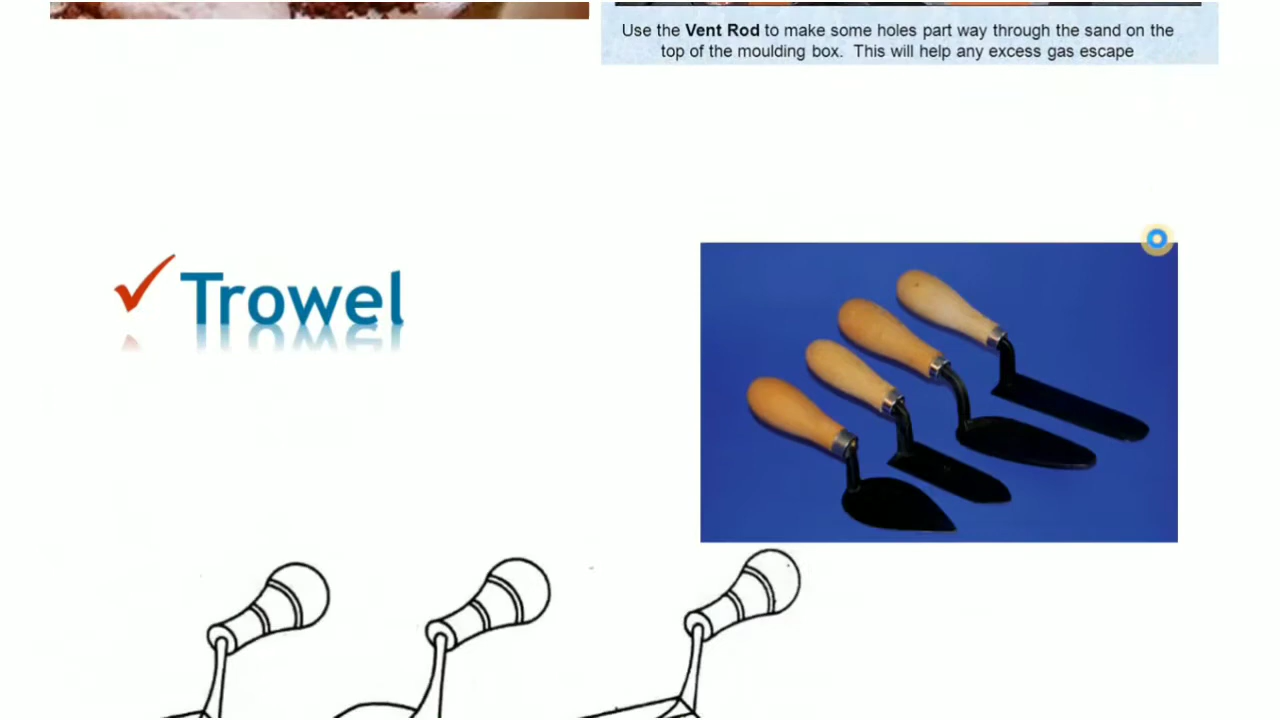 Use the Vent Rod to make some holes part way through the sand on the
top of the moulding box. This will help any excess gas escape
Trowel